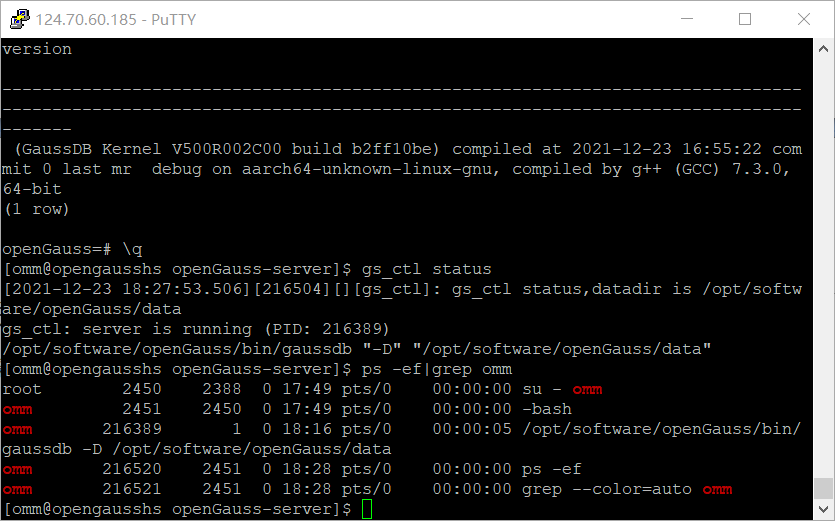 124.70.60.185 - PuTTY
version
--------------------------------------------------------------------------------
--------------------------------------------------------------------------------
-------
 (GaussDB Kernel V500R002C00 build b2ff10be) compiled at 2021-12-23 16:55:22 com
mit 0 last mr  debug on aarch64-unknown-linux-gnu, compiled by g++ (GCC) 7.3.0,
64-bit
(1 row)
openGauss=# \q
[omm@opengausshs openGauss-server]$ gs_ctl status
[2021-12-23 18:27:53.506][216504][][gs_ctl]: gs_ctl status,datadir is /opt/softw
are/openGauss/data
gs_ctl: server is running (PID: 216389)
/opt/software/openGauss/bin/gaussdb "-D" "/opt/software/openGauss/data"
[omm@opengausshs openGauss-server]$ ps -ef|grep omm
root        2450    2388  0 17:49 pts/0    00:00:00 su - omm
omm         2451    2450  0 17:49 pts/0    00:00:00 -bash
omm       216389       1  0 18:16 pts/0    00:00:05 /opt/software/openGauss/bin/
gaussdb -D /opt/software/openGauss/data
omm       216520    2451  0 18:28 pts/0    00:00:00 ps -ef
omm       216521    2451  0 18:28 pts/0    00:00:00 grep --color=auto omm
[omm@opengausshs openGauss-server]$